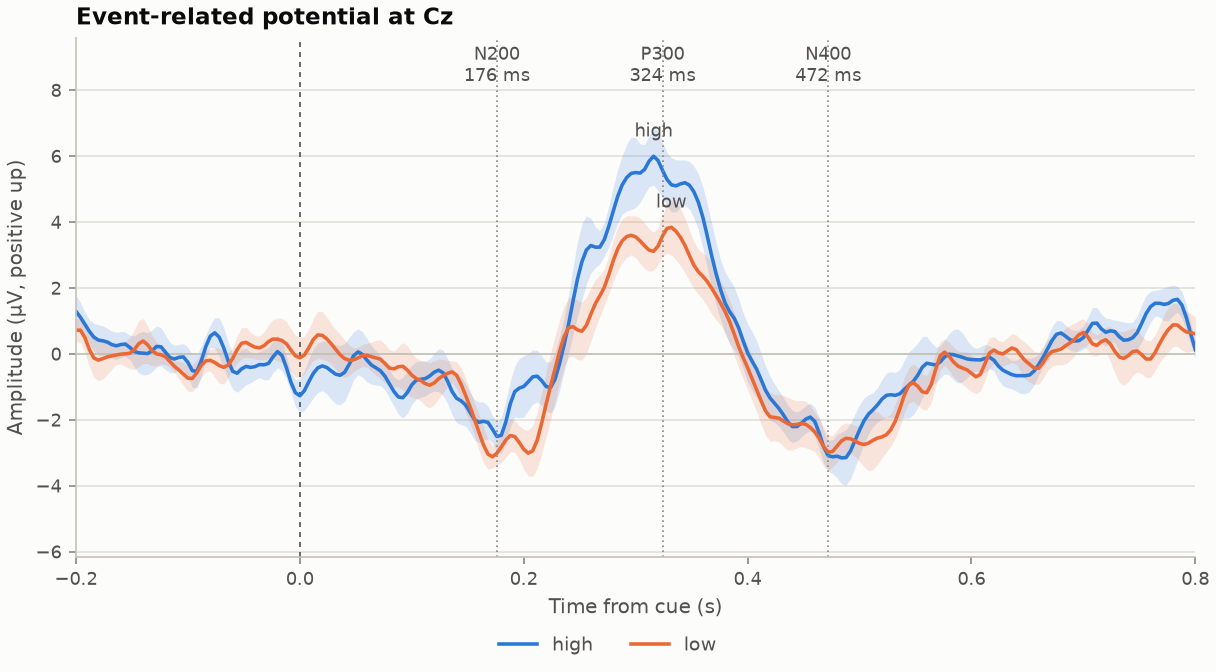 Event-related potential at Cz
N200
176 ms
P300
324 ms
N400
472 ms
high
low
Amplitude (µV, positive up)
8
6
4
2
0
−2
−4
−6
−0.2
0.0
0.2
0.4
0.6
0.8
Time from cue (s)
high
low